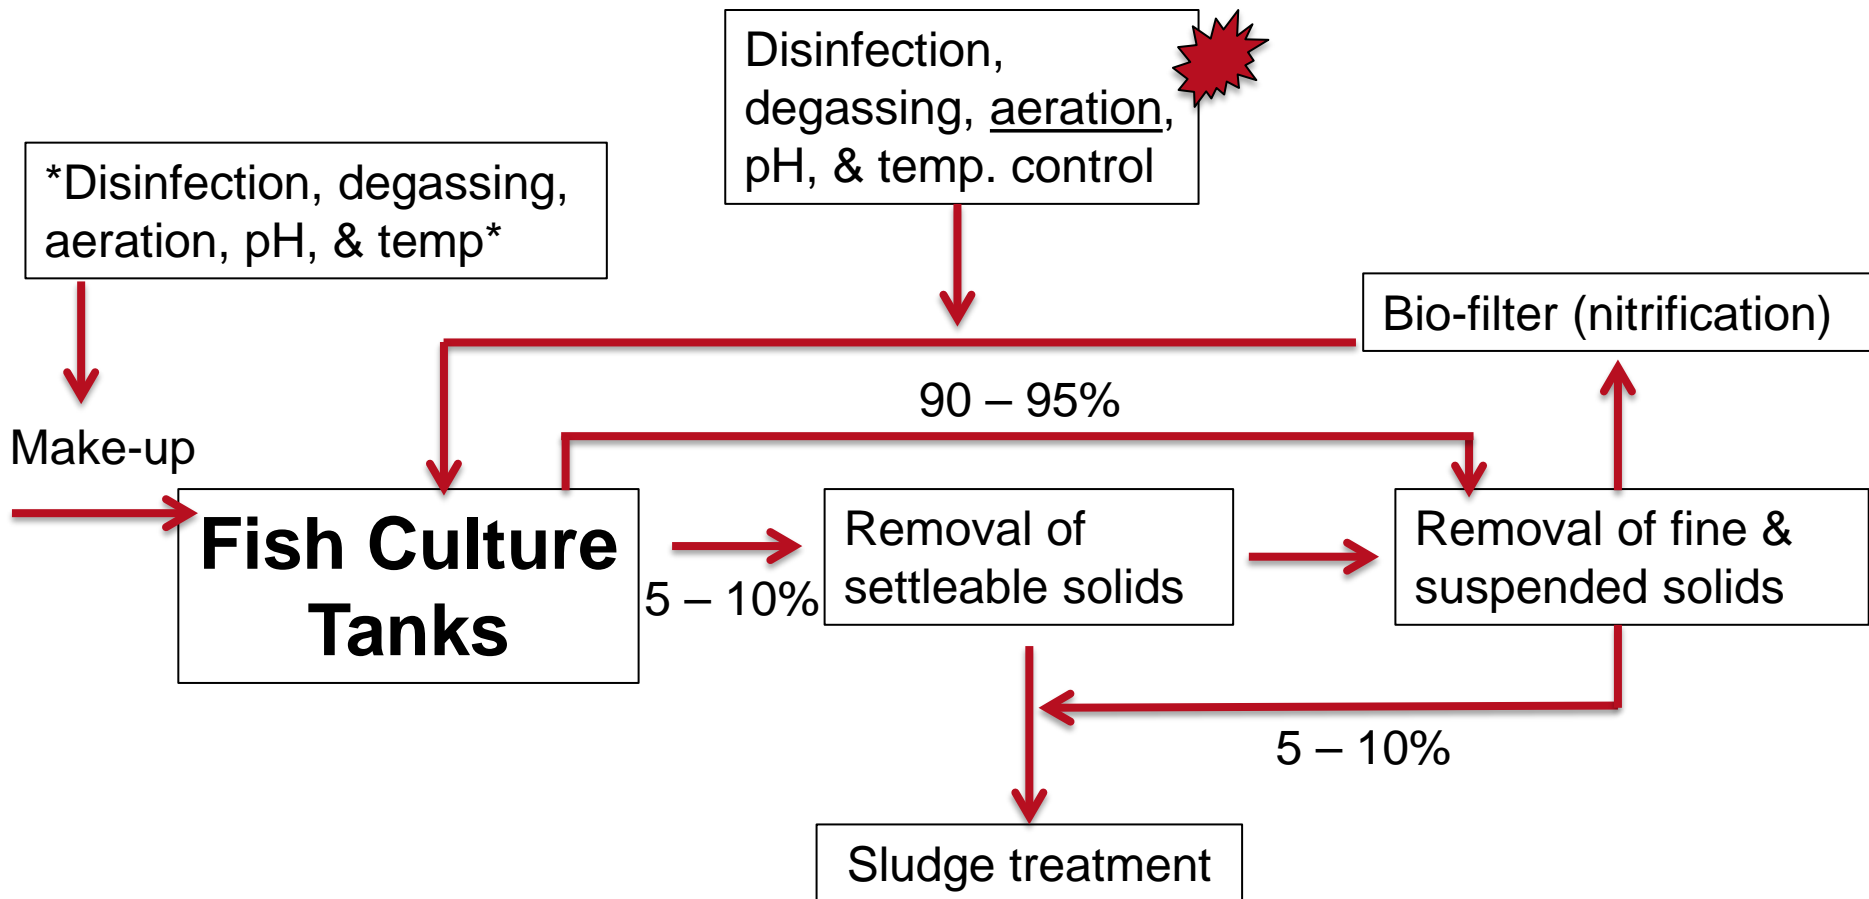 Disinfection,
degassing, aeration,
pH, & temp. control
*Disinfection, degassing,
aeration, pH, & temp*
Bio-filter (nitrification)
90 – 95%
Make-up
Fish Culture
Tanks
5 – 10%
Removal of
settleable solids
Removal of fine &
suspended solids
5 – 10%
Sludge treatment